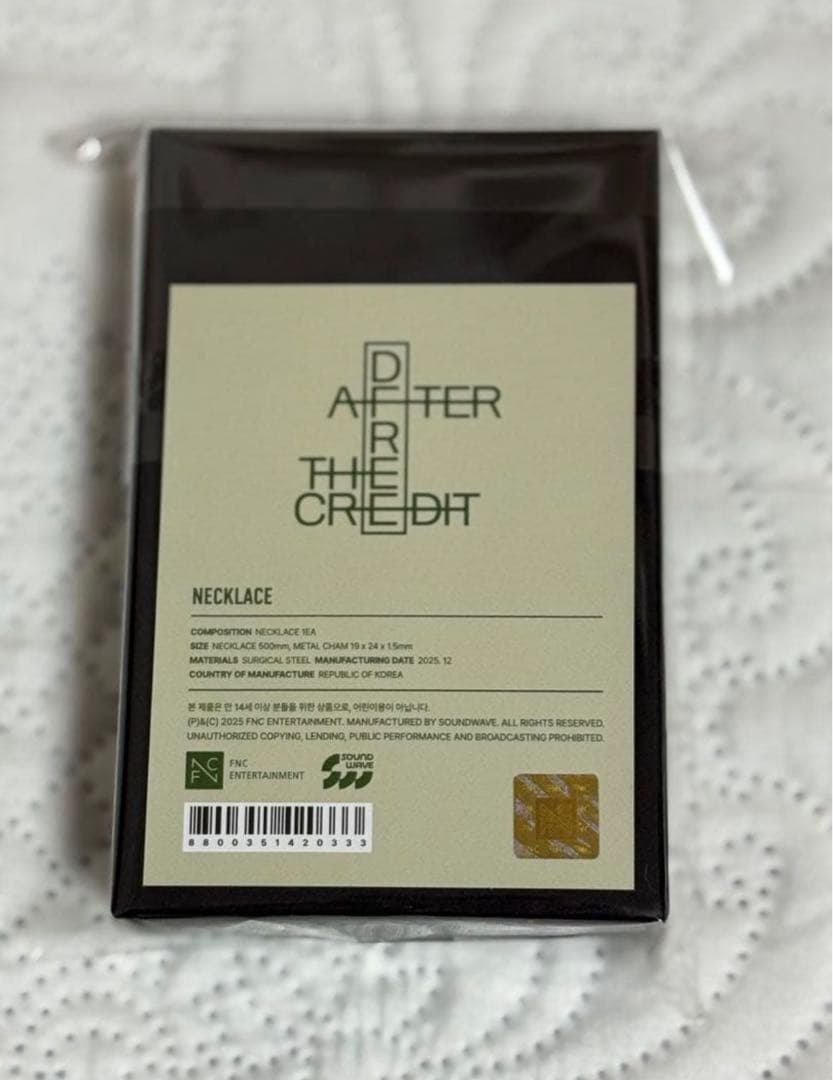 D
AFTER
R
THE
CREDIT
NECKLACE
COMPOSITION NECKLACE 1EA
SIZE NECKLACE 500mm, METAL CHAM 19 x 24 x 1.5mm
MATERIALS SURGICAL STEEL MANUFACTURING DATE 2025. 12
COUNTRY OF MANUFACTURE REPUBLIC OF KOREA
본 제품은 만 14세 이상 분들을 위한 상품으로, 어린이용이 아닙니다.
(P)&(C) 2025 FNC ENTERTAINMENT. MANUFACTURED BY SOUNDWAVE. ALL RIGHTS RESERVED.
UNAUTHORIZED COPYING, LENDING, PUBLIC PERFORMANCE AND BROADCASTING PROHIBITED.
FNC
FNC
ENTERTAINMENT
SOUND
WAVE
8800351420333